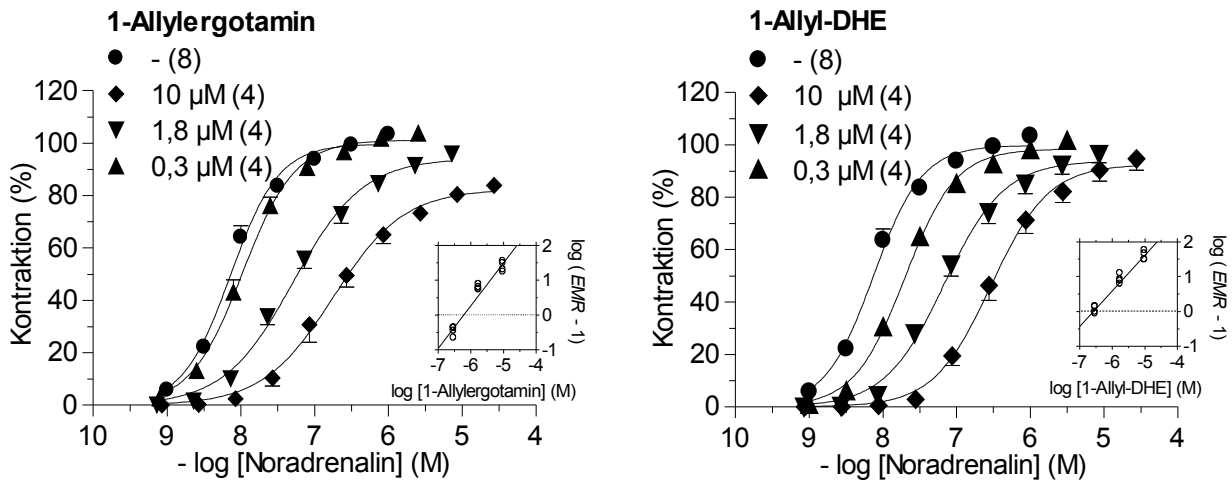 1-Allylergotamin
- (8)
10 µM (4)
1,8 µM (4)
0,3 µM (4)
Kontraktion (%)
120
100
80
60
40
20
0
10 9 8 7 6 5 4
- log [Noradrenalin] (M)
log (EMR - 1)
2
1
0
-1
-7 -6 -5 -4
log [1-Allylergotamin] (M)
1-Allyl-DHE
- (8)
10 µM (4)
1,8 µM (4)
0,3 µM (4)
Kontraktion (%)
120
100
80
60
40
20
0
10 9 8 7 6 5 4
- log [Noradrenalin] (M)
log (EMR - 1)
2
1
0
-1
-7 -6 -5 -4
log [1-Allyl-DHE] (M)